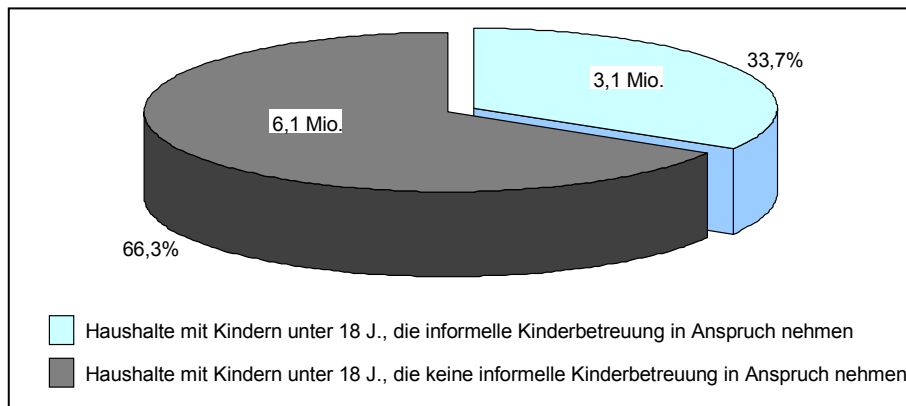 33,7%
3,1 Mio.
6,1 Mio.
66,3%
Haushalte mit Kindern unter 18 J., die informelle Kinderbetreuung in Anspruch nehmen
Haushalte mit Kindern unter 18 J., die keine informelle Kinderbetreuung in Anspruch nehmen